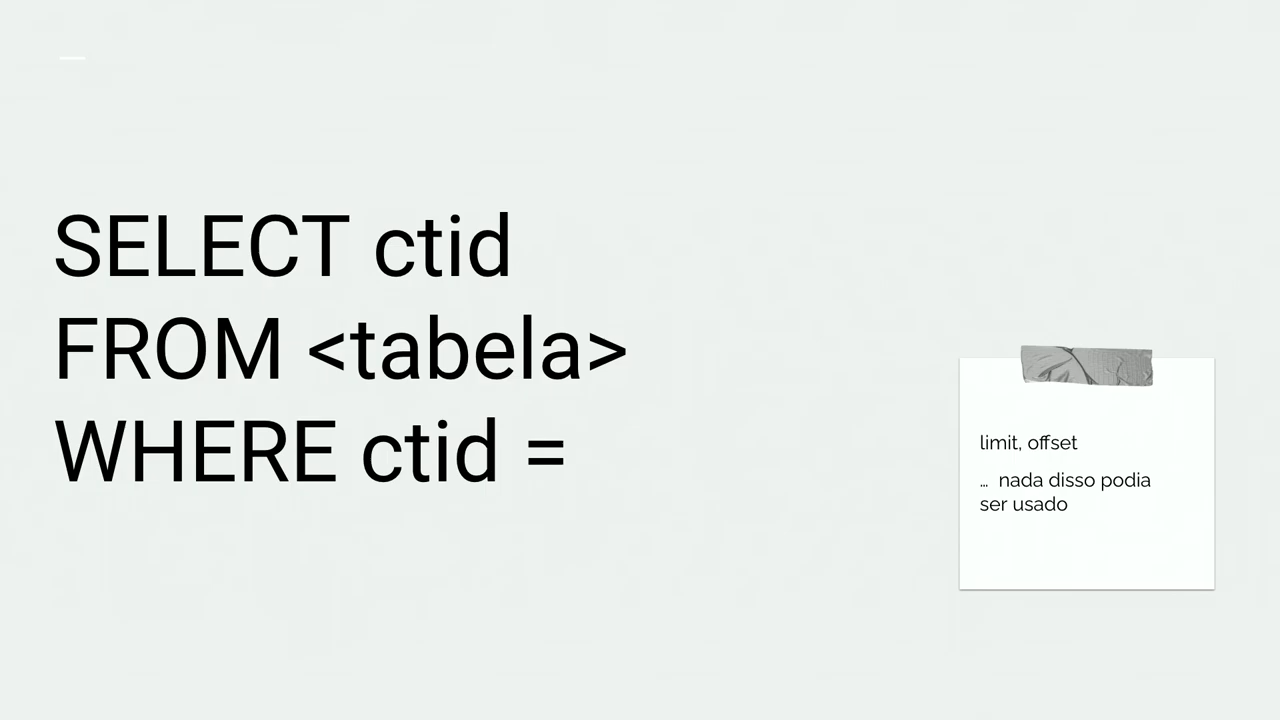 SELECT ctid
FROM <tabela>
WHERE ctid =
limit, offset
… nada disso podia
ser usado